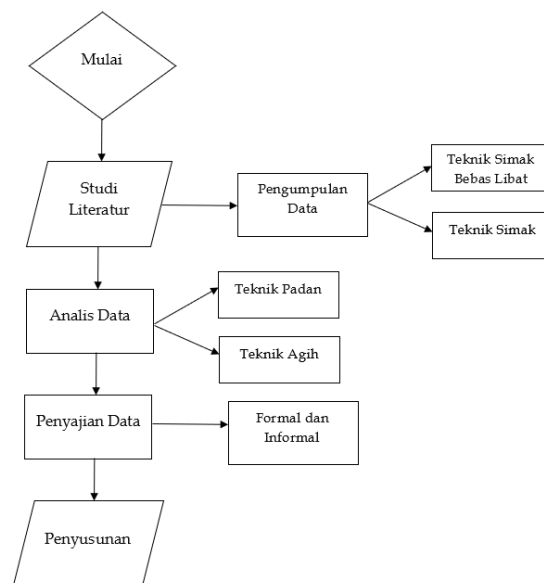 Mulai
Studi
Literatur
Pengumpulan
Data
Teknik Simak
Bebas Libat
Teknik Simak
Analis Data
Teknik Padan
Teknik Agih
Penyajian Data
Formal dan
Informal
Penyusunan